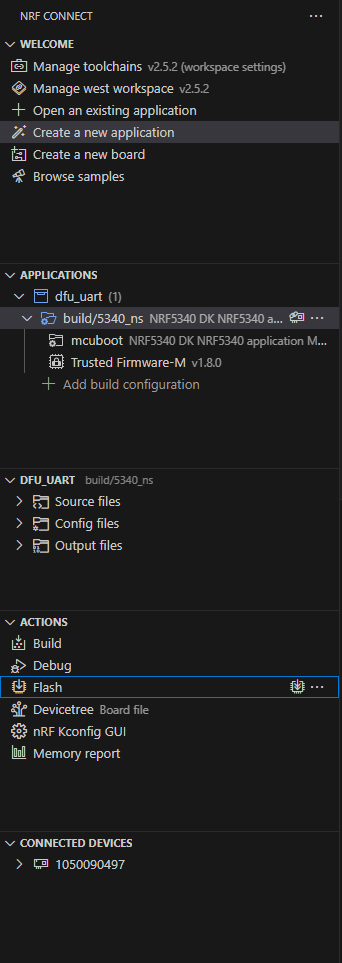 NRF CONNECT ...
WELCOME
Manage toolchains v2.5.2 (workspace settings)
Manage west workspace v2.5.2
Open an existing application
Create a new application
Create a new board
Browse samples
APPLICATIONS
dfu_uart (1)
build/5340_ns NRF5340 DK NRF5340 a... ...
mcuboot NRF5340 DK NRF5340 application M...
Trusted Firmware-M v1.8.0
Add build configuration
DFU_UART build/5340_ns
Source files
Config files
Output files
ACTIONS
Build
Debug
Flash ...
Devicetree Board file
nRF Kconfig GUI
Memory report
CONNECTED DEVICES
1050090497